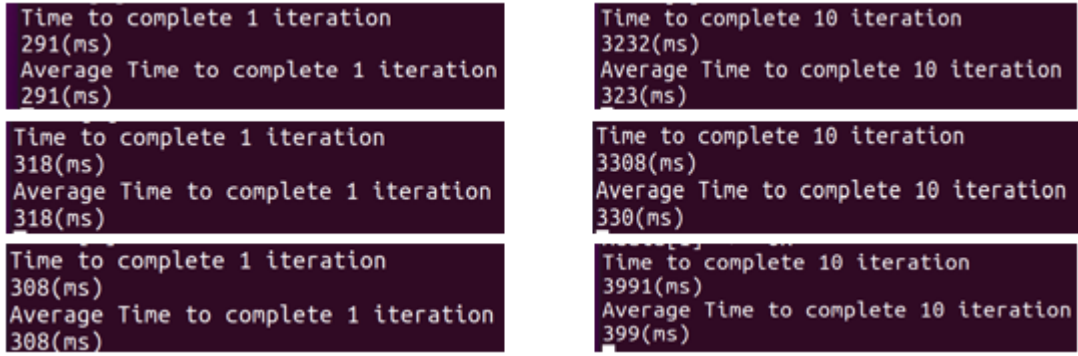 Time to complete 1 iteration
291(ms)
Average Time to complete 1 iteration
291(ms)
Time to complete 10 iteration
3232(ms)
Average Time to complete 10 iteration
323(ms)
Time to complete 1 iteration
318(ms)
Average Time to complete 1 iteration
318(ms)
Time to complete 10 iteration
3308(ms)
Average Time to complete 10 iteration
330(ms)
Time to complete 1 iteration
308(ms)
Average Time to complete 1 iteration
308(ms)
Time to complete 10 iteration
3991(ms)
Average Time to complete 10 iteration
399(ms)